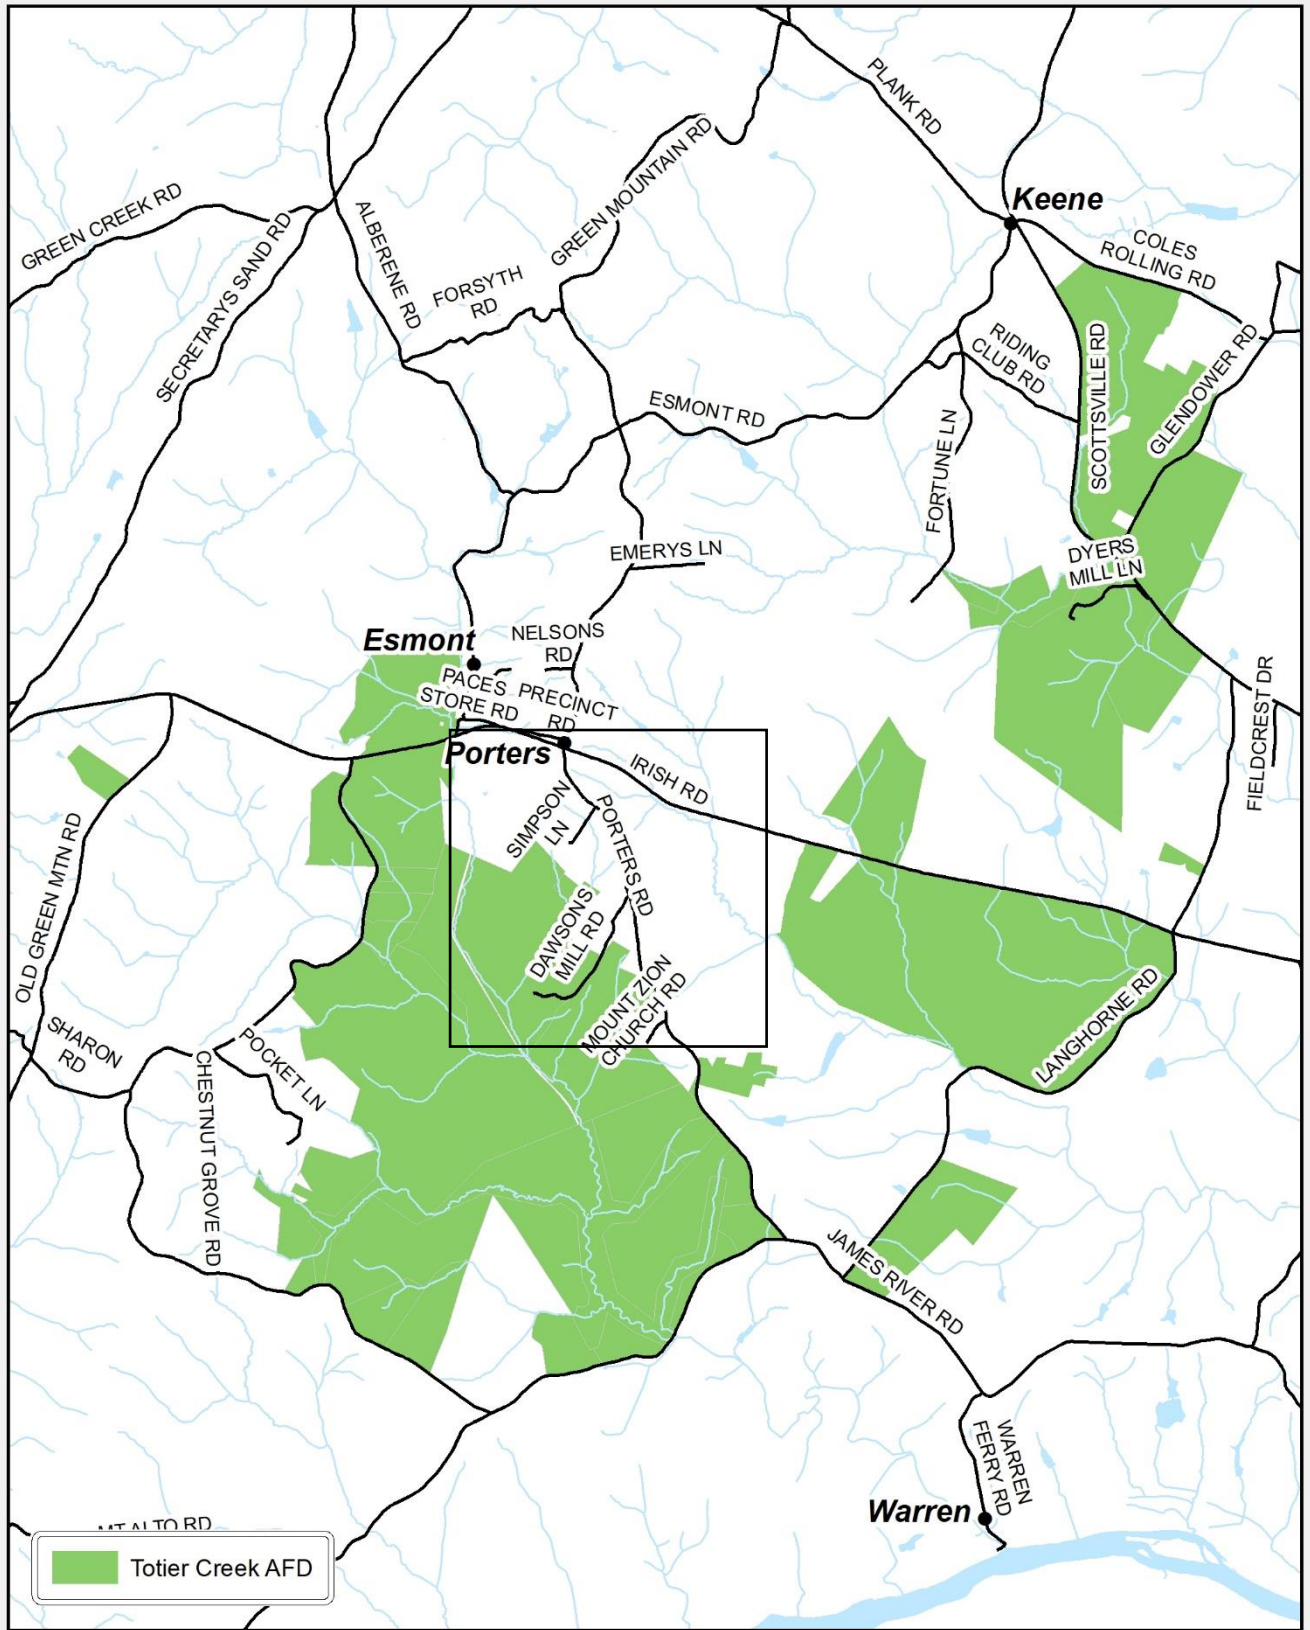 PLANK RD
Keene
GREEN MOUNTAIN RD
GREEN CREEK RD
SECRETARYS SAND RD
ALBERENE RD
COLES
ROLLING RD
FORSYTH
RD
RIDING
CLUB RD
SCOTTSVILLE RD
GLENDOWER RD
ESMONT RD
FORTUNE LN
EMERYS LN
DYERS
MILL LN
Esmont
NELSONS
RD
PACES
STORE RD
PRECINCT
RD
FIELDCREST DR
Porters
IRISH RD
SIMPSON
LN
PORTERS RD
OLD GREEN MTN RD
DAWSONS
MILL RD
MOUNT ZION
CHURCH RD
LANGHORNE RD
SHARON
RD
POCKET LN
CHESTNUT GROVE RD
JAMES RIVER RD
WARREN
FERRY RD
Warren
MT ALTO RD
Totier Creek AFD